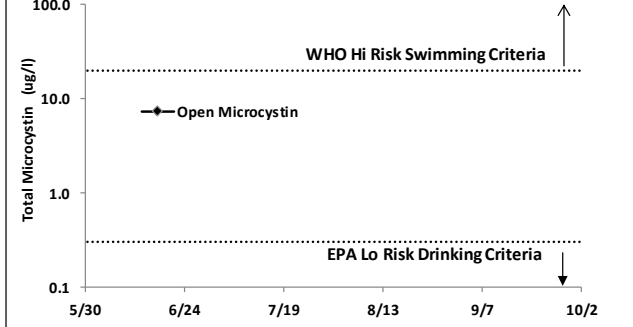 100.0
WHO Hi Risk Swimming Criteria
10.0
Open Microcystin
Total Microcystin (ug/l)
1.0
EPA Lo Risk Drinking Criteria
0.1
5/30 6/24 7/19 8/13 9/7 10/2